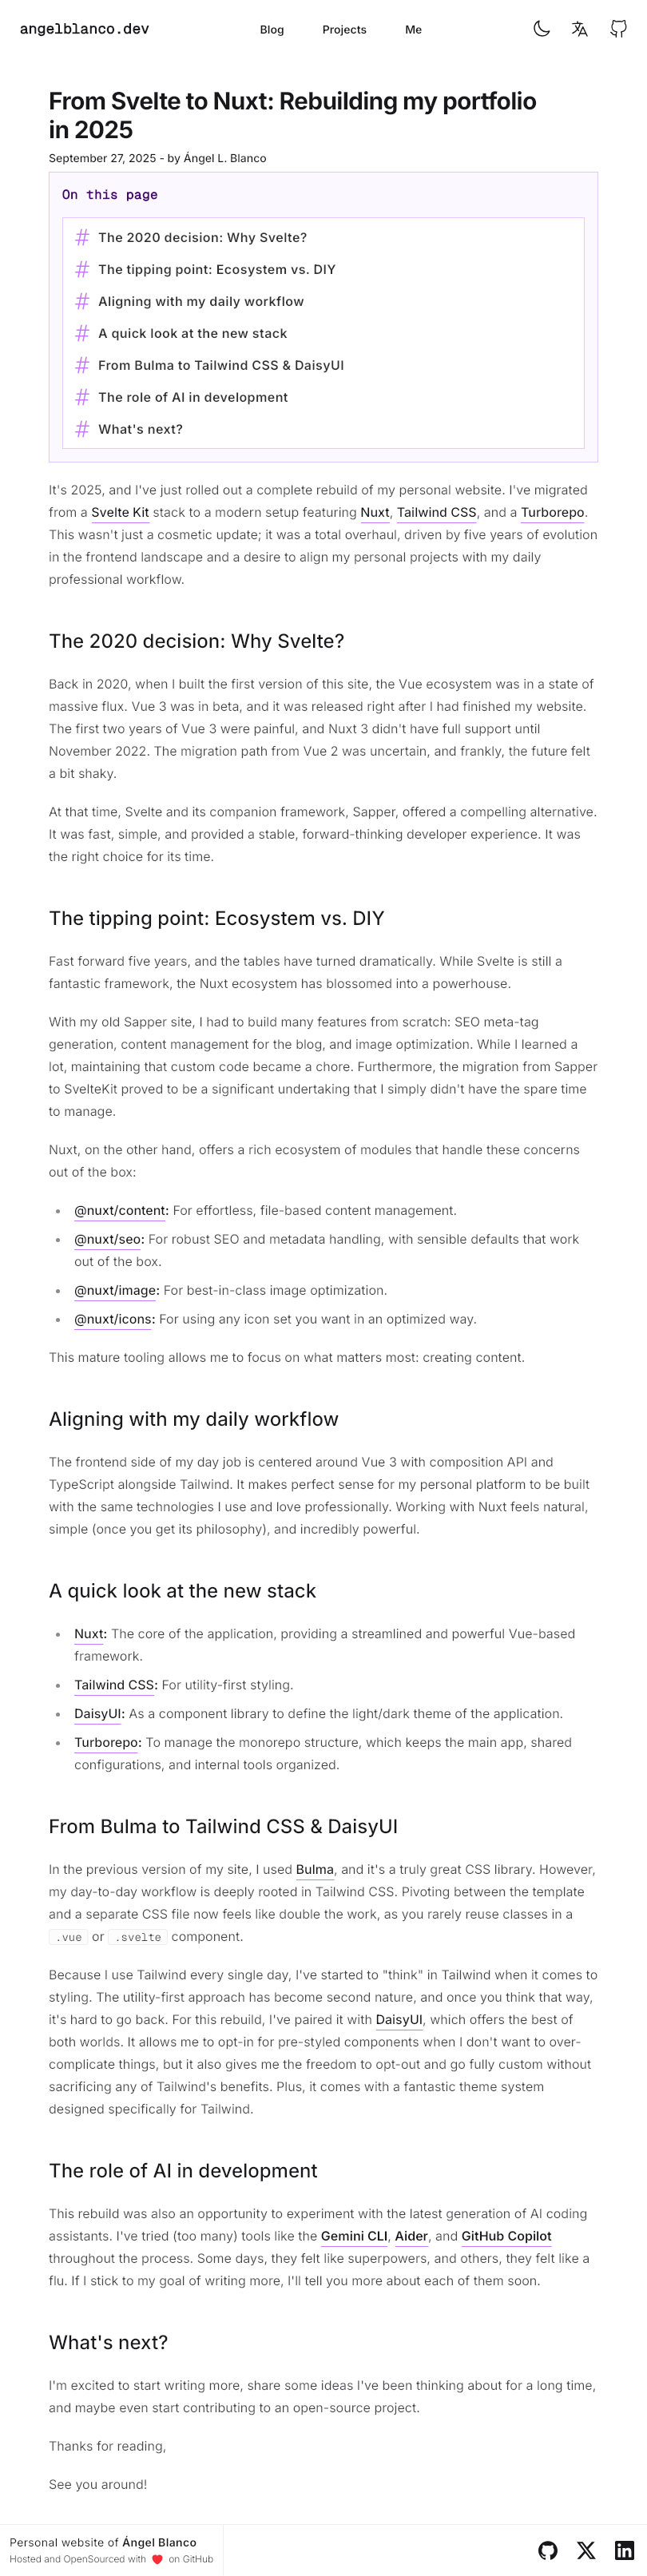 angelblanco.dev
Blog
Projects
Me
From Svelte to Nuxt: Rebuilding my portfolio
in 2025
September 27, 2025 - by Ángel L. Blanco
On this page
# The 2020 decision: Why Svelte?
# The tipping point: Ecosystem vs. DIY
# Aligning with my daily workflow
# A quick look at the new stack
# From Bulma to Tailwind CSS & DaisyUI
# The role of AI in development
# What's next?
It's 2025, and I've just rolled out a complete rebuild of my personal website. I've migrated
from a Svelte Kit stack to a modern setup featuring Nuxt, Tailwind CSS, and a Turborepo.
This wasn't just a cosmetic update; it was a total overhaul, driven by five years of evolution
in the frontend landscape and a desire to align my personal projects with my daily
professional workflow.
The 2020 decision: Why Svelte?
Back in 2020, when I built the first version of this site, the Vue ecosystem was in a state of
massive flux. Vue 3 was in beta, and it was released right after I had finished my website.
The first two years of Vue 3 were painful, and Nuxt 3 didn't have full support until
November 2022. The migration path from Vue 2 was uncertain, and frankly, the future felt
a bit shaky.
At that time, Svelte and its companion framework, Sapper, offered a compelling alternative.
It was fast, simple, and provided a stable, forward-thinking developer experience. It was
the right choice for its time.
The tipping point: Ecosystem vs. DIY
Fast forward five years, and the tables have turned dramatically. While Svelte is still a
fantastic framework, the Nuxt ecosystem has blossomed into a powerhouse.
With my old Sapper site, I had to build many features from scratch: SEO meta-tag
generation, content management for the blog, and image optimization. While I learned a
lot, maintaining that custom code became a chore. Furthermore, the migration from Sapper
to SvelteKit proved to be a significant undertaking that I simply didn't have the spare time
to manage.
Nuxt, on the other hand, offers a rich ecosystem of modules that handle these concerns
out of the box:
• @nuxt/content: For effortless, file-based content management.
• @nuxt/seo: For robust SEO and metadata handling, with sensible defaults that work
out of the box.
• @nuxt/image: For best-in-class image optimization.
• @nuxt/icons: For using any icon set you want in an optimized way.
This mature tooling allows me to focus on what matters most: creating content.
Aligning with my daily workflow
The frontend side of my day job is centered around Vue 3 with composition API and
TypeScript alongside Tailwind. It makes perfect sense for my personal platform to be built
with the same technologies I use and love professionally. Working with Nuxt feels natural,
simple (once you get its philosophy), and incredibly powerful.
A quick look at the new stack
• Nuxt: The core of the application, providing a streamlined and powerful Vue-based
framework.
• Tailwind CSS: For utility-first styling.
• DaisyUI: As a component library to define the light/dark theme of the application.
• Turborepo: To manage the monorepo structure, which keeps the main app, shared
configurations, and internal tools organized.
From Bulma to Tailwind CSS & DaisyUI
In the previous version of my site, I used Bulma, and it's a truly great CSS library. However,
my day-to-day workflow is deeply rooted in Tailwind CSS. Pivoting between the template
and a separate CSS file now feels like double the work, as you rarely reuse classes in a
.vue or .svelte component.
Because I use Tailwind every single day, I've started to "think" in Tailwind when it comes to
styling. The utility-first approach has become second nature, and once you think that way,
it's hard to go back. For this rebuild, I've paired it with DaisyUI, which offers the best of
both worlds. It allows me to opt-in for pre-styled components when I don't want to over-
complicate things, but it also gives me the freedom to opt-out and go fully custom without
sacrificing any of Tailwind's benefits. Plus, it comes with a fantastic theme system
designed specifically for Tailwind.
The role of AI in development
This rebuild was also an opportunity to experiment with the latest generation of AI coding
assistants. I've tried (too many) tools like the Gemini CLI, Aider, and GitHub Copilot
throughout the process. Some days, they felt like superpowers, and others, they felt like a
flu. If I stick to my goal of writing more, I'll tell you more about each of them soon.
What's next?
I'm excited to start writing more, share some ideas I've been thinking about for a long time,
and maybe even start contributing to an open-source project.
Thanks for reading,
See you around!
Personal website of Ángel Blanco
Hosted and OpenSourced with ❤️ on GitHub